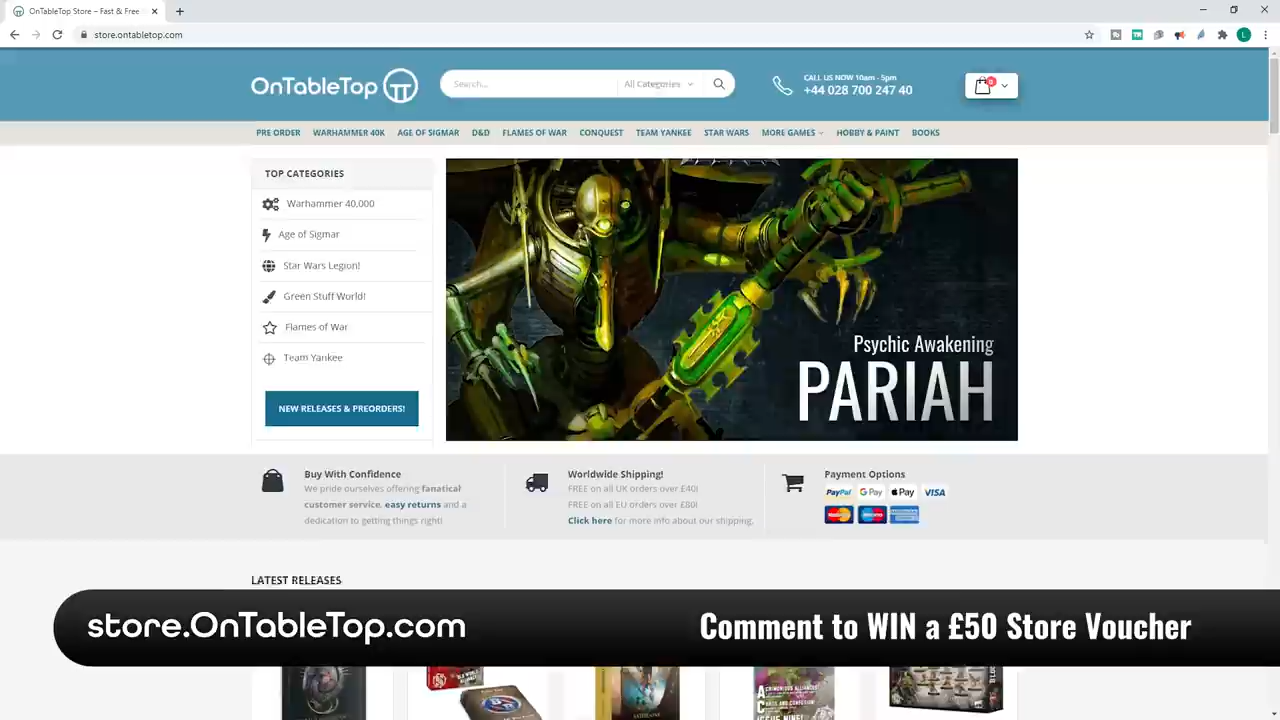 OnTableTop Store – Fast & Free
store.ontabletop.com
L
OnTableTop
Search...
All Categories
CALL US NOW 10am - 5pm
+44 028 700 247 40
0
PRE ORDER WARHAMMER 40K AGE OF SIGMAR D&D FLAMES OF WAR CONQUEST TEAM YANKEE STAR WARS MORE GAMES HOBBY & PAINT BOOKS
TOP CATEGORIES
Warhammer 40,000
Age of Sigmar
Star Wars Legion!
Green Stuff World!
Flames of War
Team Yankee
NEW RELEASES & PREORDERS!
Psychic Awakening
PARIAH
Buy With Confidence
We pride ourselves offering fanatical
customer service, easy returns and a
dedication to getting things right!
Worldwide Shipping!
FREE on all UK orders over £40!
FREE on all EU orders over £80!
Click here for more info about our shipping.
Payment Options
PayPal G Pay Pay VISA
LATEST RELEASES
store.OnTableTop.com
Comment to WIN a £50 Store Voucher
ACRIMONIOUS ALLIANCES!
ISSUE NINE!